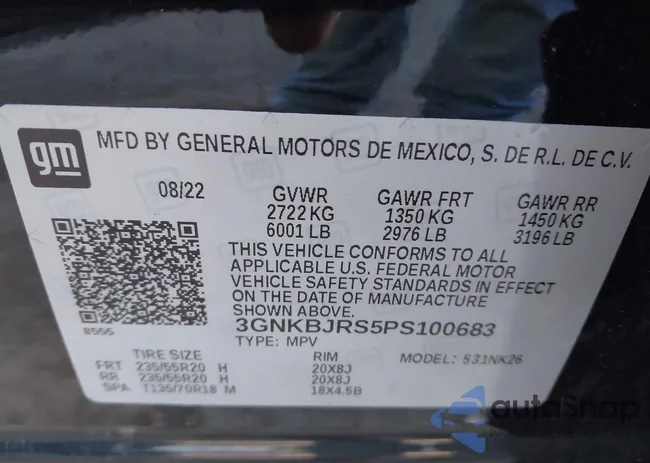 gm
MFD BY GENERAL MOTORS DE MEXICO, S. DE R.L. DE C.V.
08/22 GVWR GAWR FRT GAWR RR
2722 KG 1350 KG 1450 KG
6001 LB 2976 LB 3196 LB
THIS VEHICLE CONFORMS TO ALL
APPLICABLE U.S. FEDERAL MOTOR
VEHICLE SAFETY STANDARDS IN EFFECT
ON THE DATE OF MANUFACTURE
SHOWN ABOVE.
8555 3GNKBJRS5PS100683
TYPE: MPV MODEL: 531NK26
TIRE SIZE RIM
FRT 235/55R20 H 20X8J
RR 235/55R20 H 20X8J
SPA T135/70R18 M 18X4.5B
autoSnap